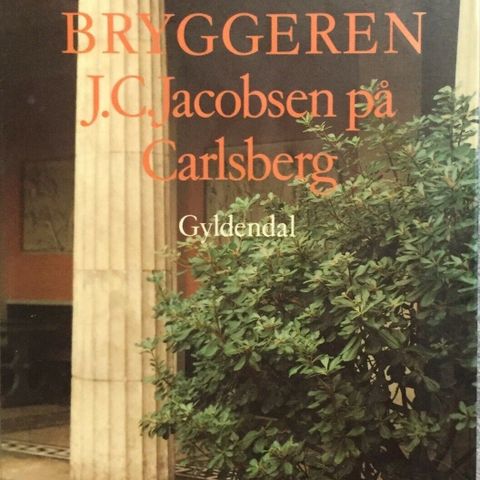 BRYGGEREN
J.C.Jacobsen på
Carlsberg
Gyldendal